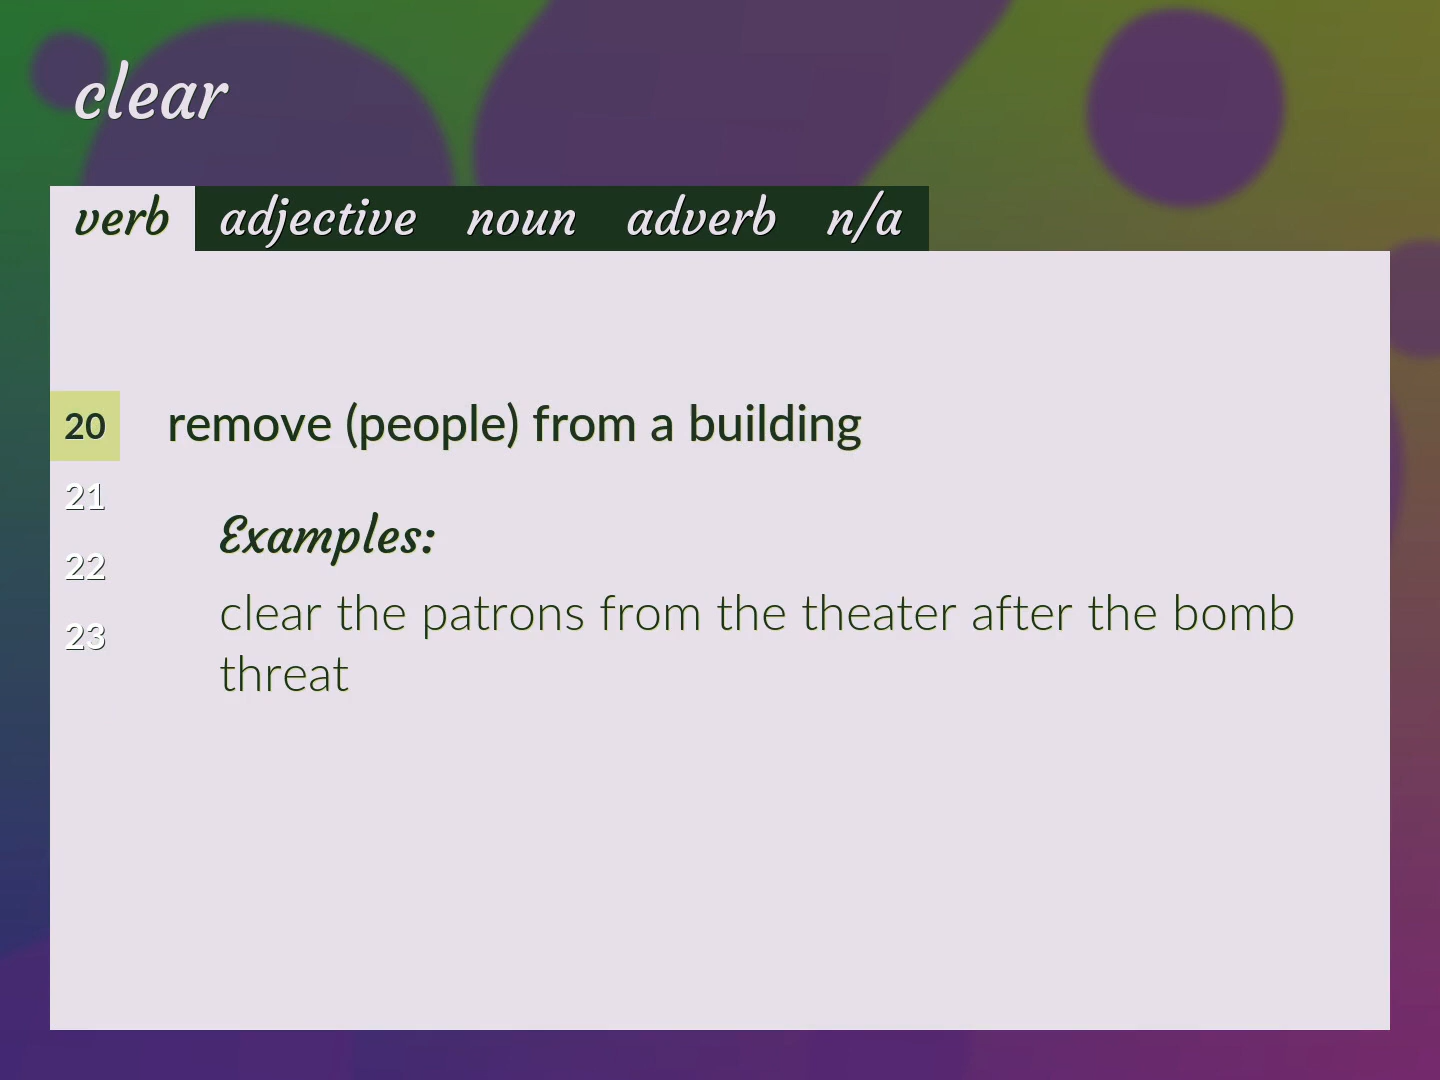 clear
verb adjective noun adverb n/a
20 remove (people) from a building
21
Examples:
22
clear the patrons from the theater after the bomb
23
threat